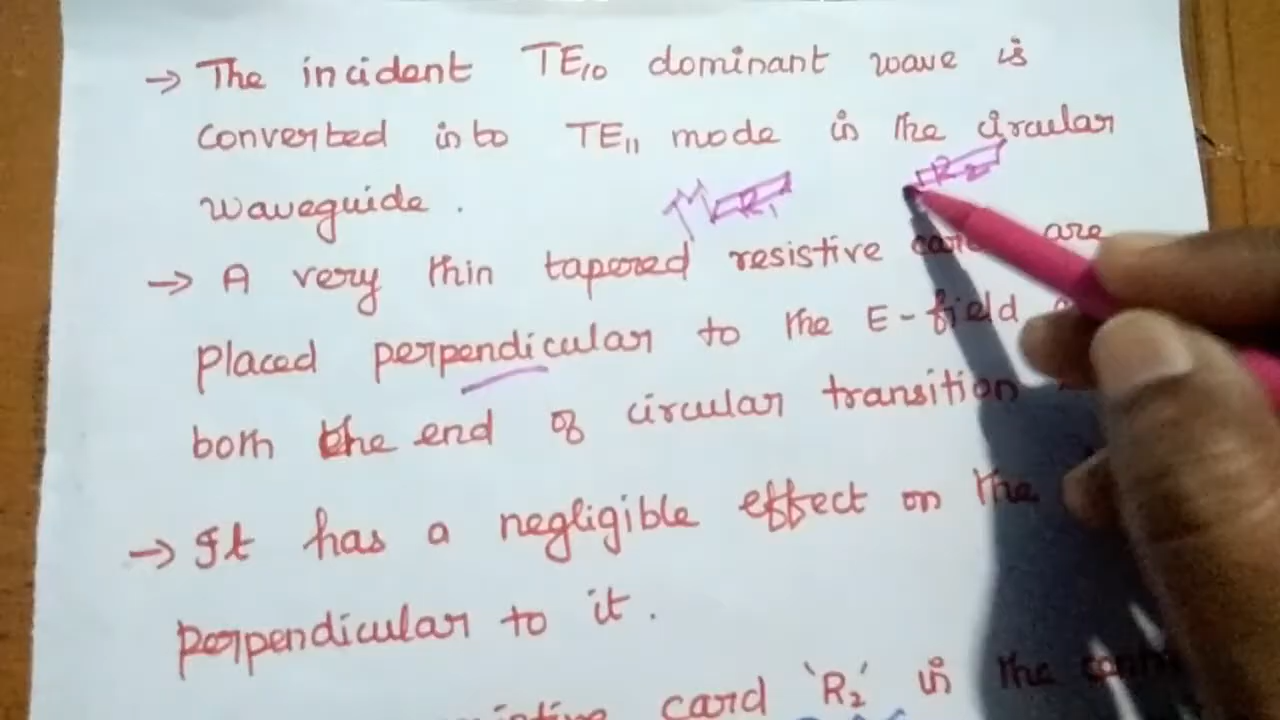 → The incident TE₁₀ dominant wave is
converted into TE₁₁ mode in the circular
waveguide.
R₁ R₂
→ A very thin tapered resistive are
placed perpendicular to the E-field
both the end of circular transition
→ It has a negligible effect on the
perpendicular to it.
card 'R₂' in the